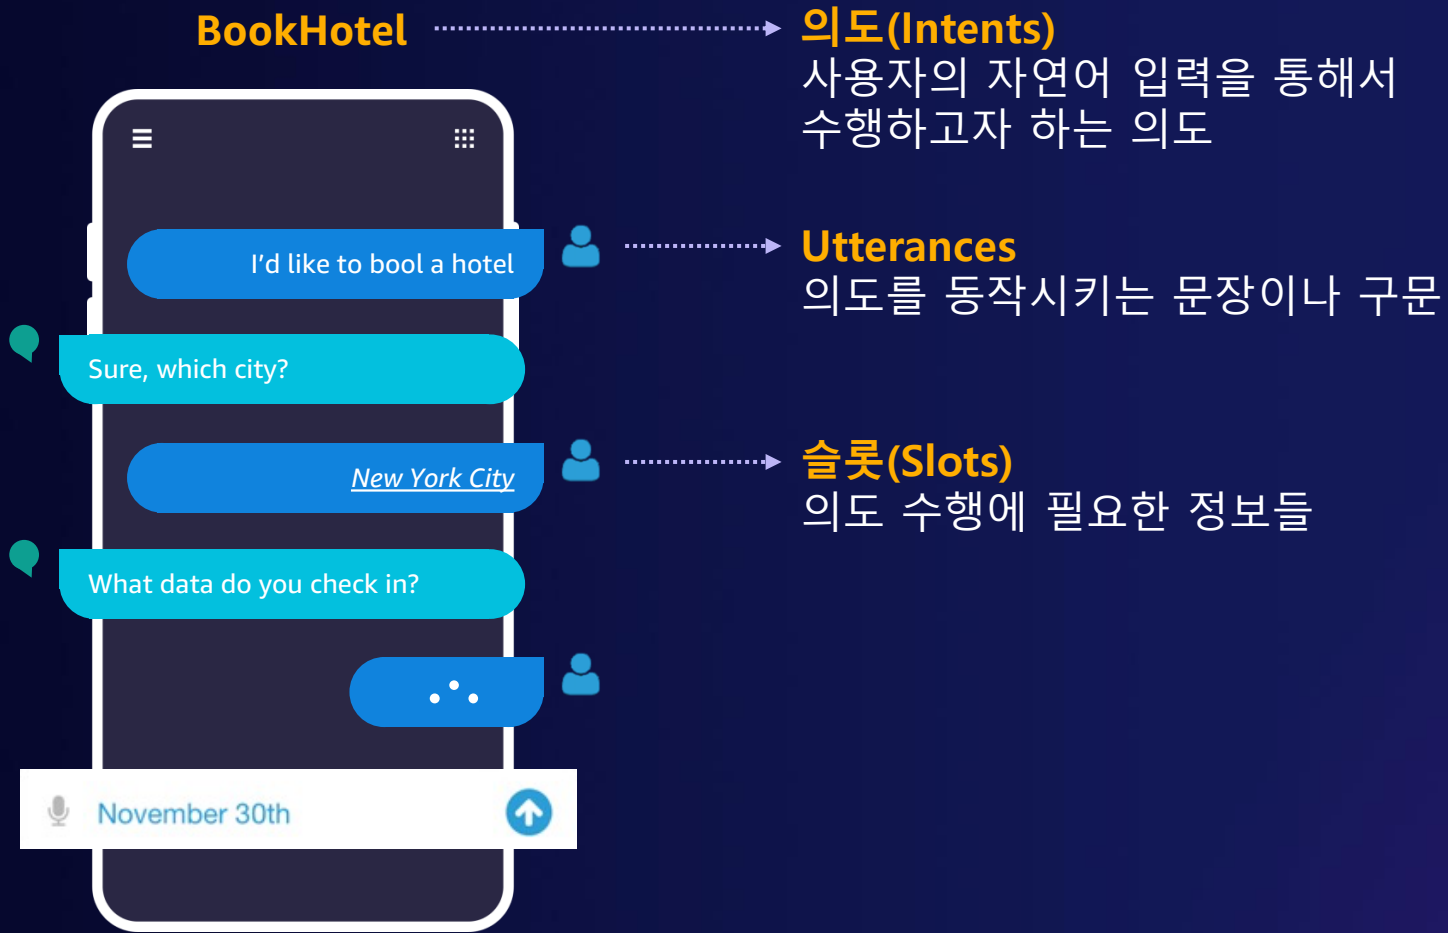 BookHotel
의도(Intents)
사용자의 자연어 입력을 통해서
수행하고자 하는 의도
I'd like to bool a hotel
Utterances
의도를 동작시키는 문장이나 구문
Sure, which city?
New York City
슬롯(Slots)
의도 수행에 필요한 정보들
What data do you check in?
November 30th